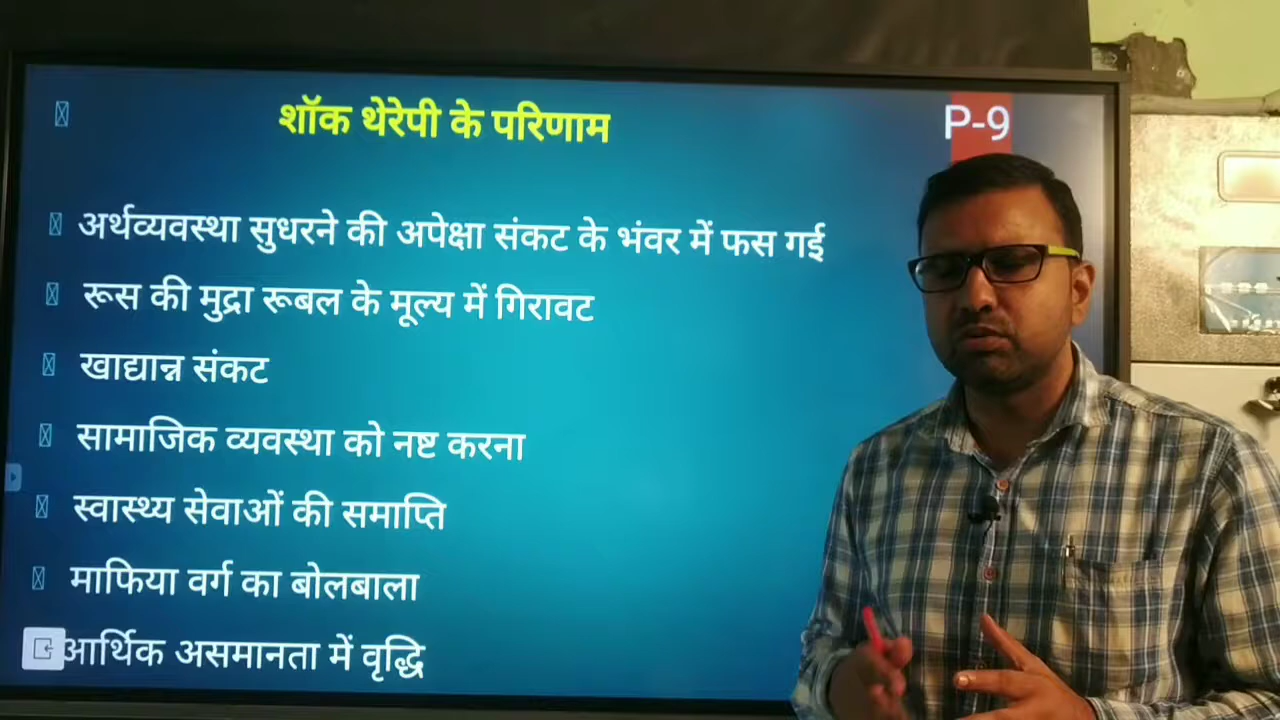 शॉक थेरेपी के परिणाम
P-9
अर्थव्यवस्था सुधरने की अपेक्षा संकट के भंवर में फस गई
रूस की मुद्रा रूबल के मूल्य में गिरावट
खाद्यान्न संकट
सामाजिक व्यवस्था को नष्ट करना
स्वास्थ्य सेवाओं की समाप्ति
माफिया वर्ग का बोलबाला
आर्थिक असमानता में वृद्धि